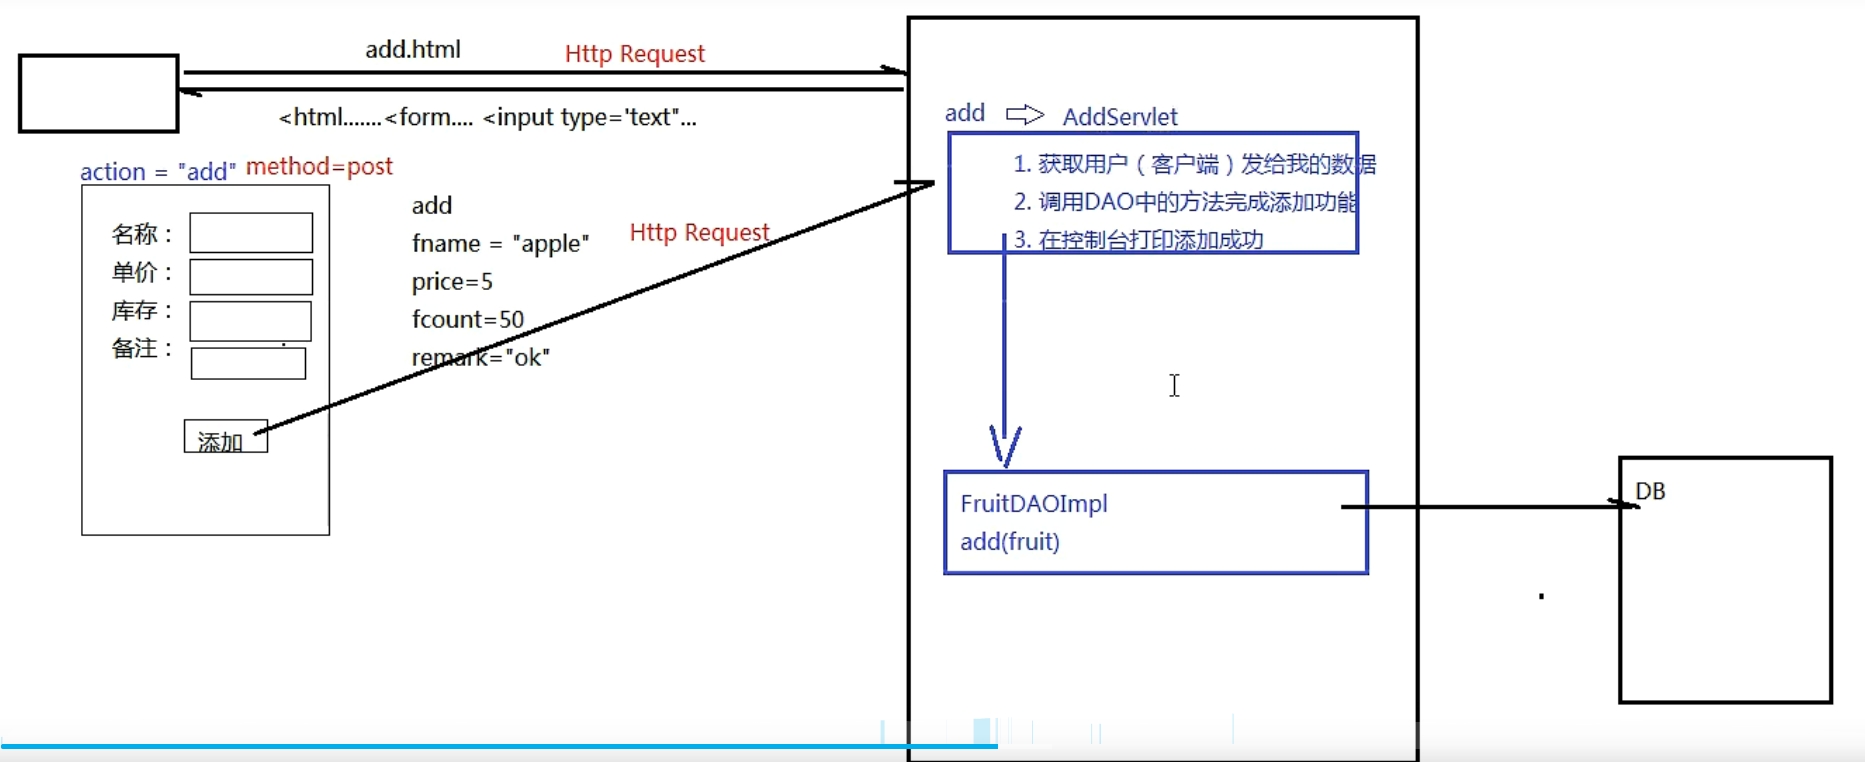 add.html
Http Request
<html.......<form.... <input type='text"...
action = "add" method=post
名称：
单价：
库存：
备注：
添加
add
fname = "apple"
price=5
fcount=50
remark="ok"
Http Request
add
AddServlet
1. 获取用户（客户端）发给我的数据
2. 调用DAO中的方法完成添加功能
3. 在控制台打印添加成功
FruitDAOImpl
add(fruit)
DB